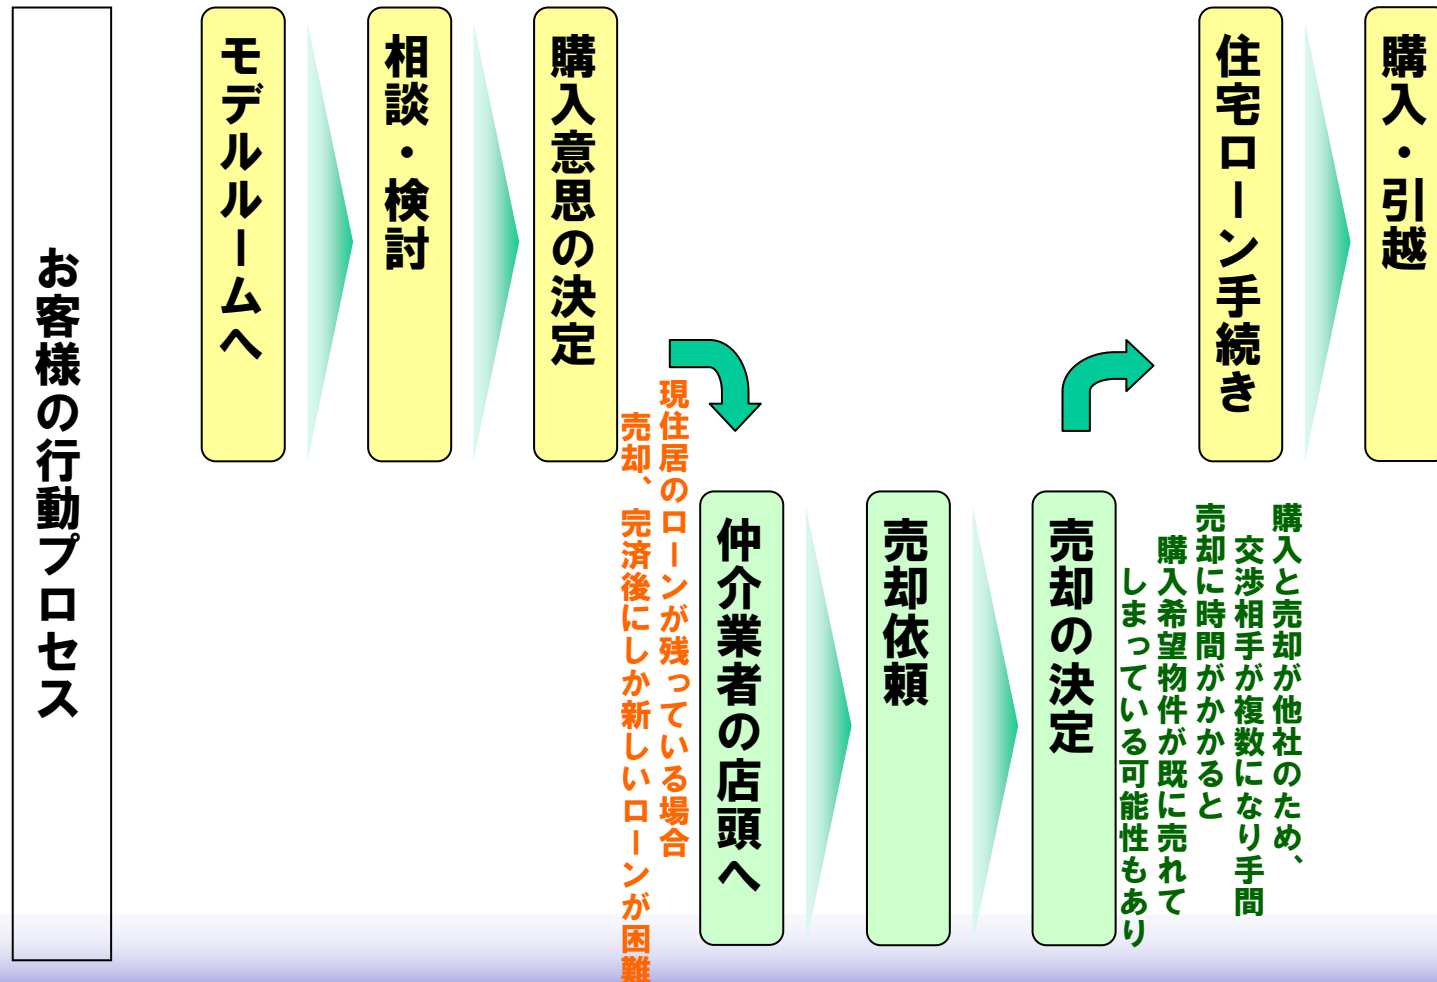 お客様の行動プロセス
モデルルームへ
相談・検討
購入意思の決定
現住居のローンが残っている場合
売却、完済後にしか新しいローンが困難
仲介業者の店頭へ
売却依頼
売却の決定
購入と売却が他社のため、
交渉相手が複数になり手間
売却に時間がかかると
購入希望物件が既に売れて
しまっている可能性もあり
住宅ローン手続き
購入・引越